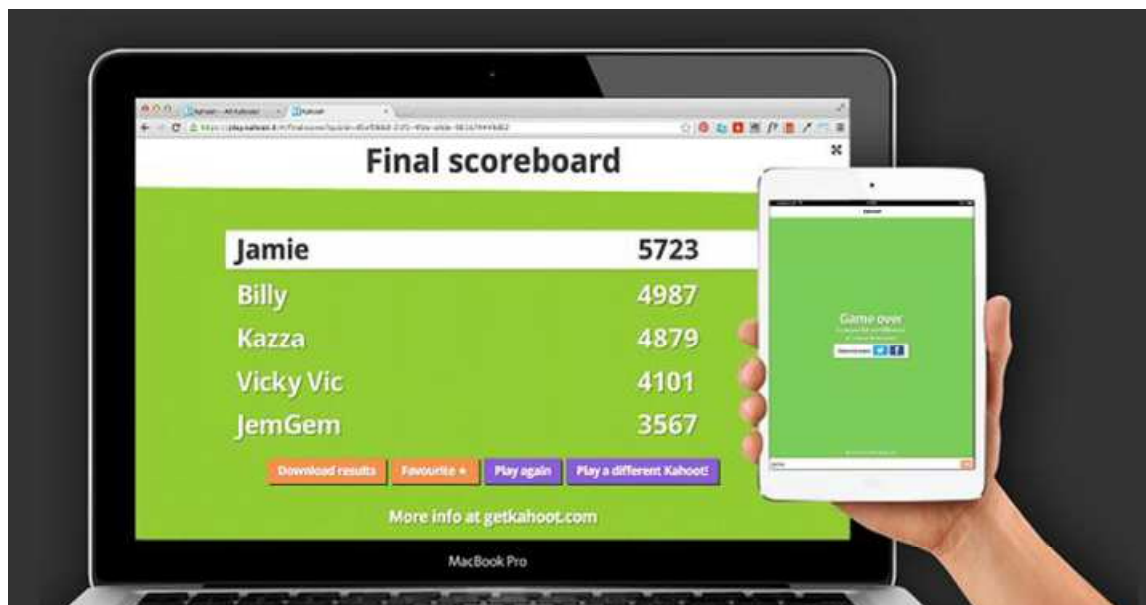 Final scoreboard
Jamie 5723
Billy 4987
Kazza 4879
Vicky Vic 4101
JemGem 3567
Download results Favourite ★ Play again Play a different Kahoot!
More info at getkahoot.com
MacBook Pro
Game over